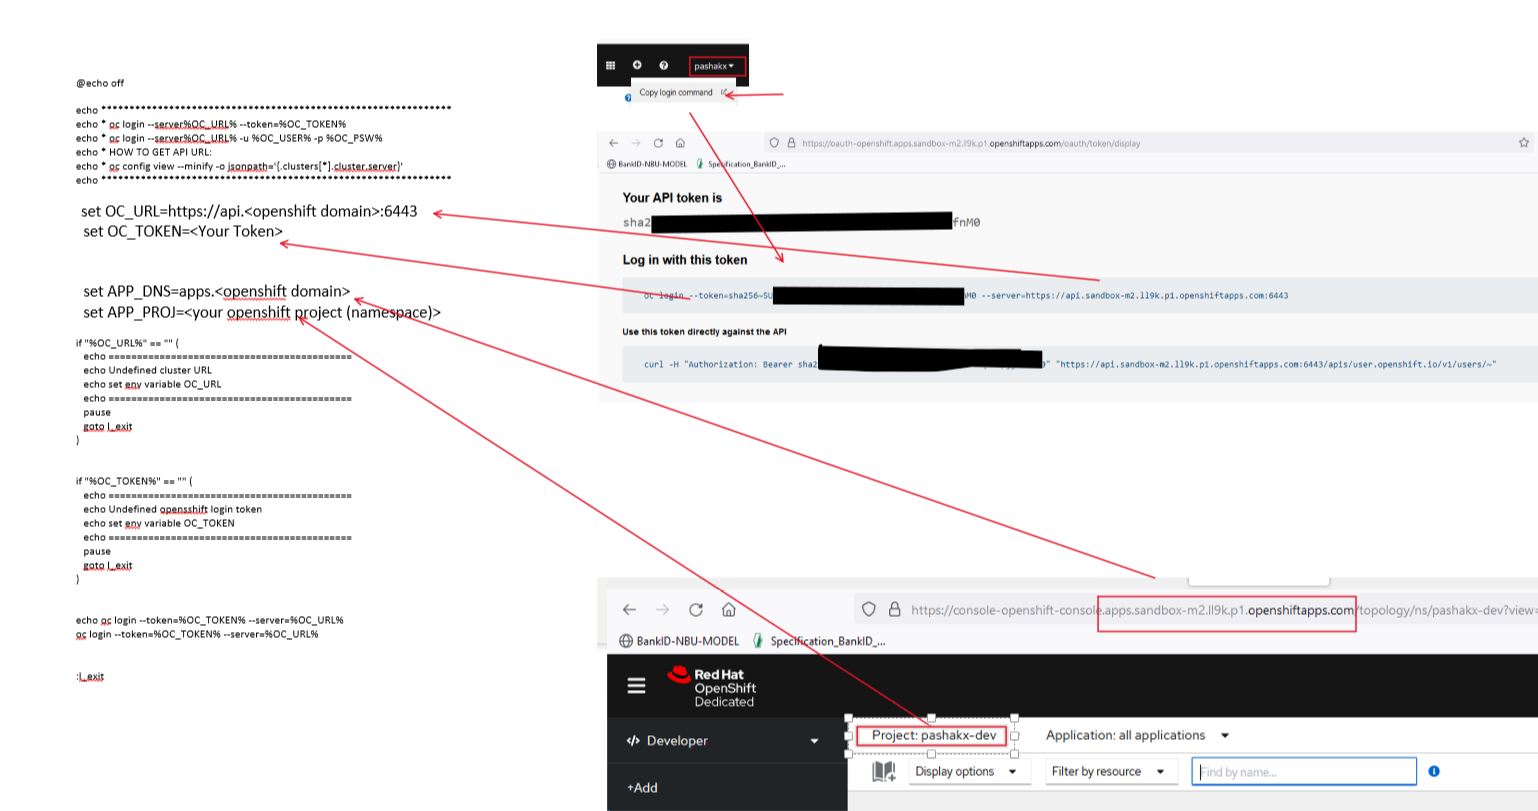 @echo off
echo ***************************************************************
echo * oc login --server%OC_URL% --token=%OC_TOKEN%
echo * oc login --server%OC_URL% -u %OC_USER% -p %OC_PSW%
echo * HOW TO GET API URL:
echo * oc config view --minify -o jsonpath='{.clusters[*].cluster.server}'
echo ***************************************************************
set OC_URL=https://api.<openshift domain>:6443
set OC_TOKEN=<Your Token>
set APP_DNS=apps.<openshift domain>
set APP_PROJ=<your openshift project (namespace)>
if "%OC_URL%" == "" (
echo ===========================================
echo Undefined cluster URL
echo set env variable OC_URL
echo ===========================================
pause
goto l_exit
)
if "%OC_TOKEN%" == "" (
echo ===========================================
echo Undefined opensshift login token
echo set env variable OC_TOKEN
echo ===========================================
pause
goto l_exit
)
echo oc login --token=%OC_TOKEN% --server=%OC_URL%
oc login --token=%OC_TOKEN% --server=%OC_URL%
:l_exit
pashakx
Copy login command
https://oauth-openshift.apps.sandbox-m2.ll9k.p1.openshiftapps.com/oauth/token/display
BankID-NBU-MODEL Specification_BankID_...
Your API token is
sha2 fnM0
Log in with this token
oc login --token=sha256~5U M0 --server=https://api.sandbox-m2.ll9k.p1.openshiftapps.com:6443
Use this token directly against the API
curl -H "Authorization: Bearer sha2 0" "https://api.sandbox-m2.ll9k.p1.openshiftapps.com:6443/apis/user.openshift.io/v1/users/~"
https://console-openshift-console.apps.sandbox-m2.ll9k.p1.openshiftapps.com/topology/ns/pashakx-dev?view=
BankID-NBU-MODEL Specification_BankID_...
Red Hat
OpenShift
Dedicated
Developer
Project: pashakx-dev Application: all applications
Display options Filter by resource Find by name...
+Add